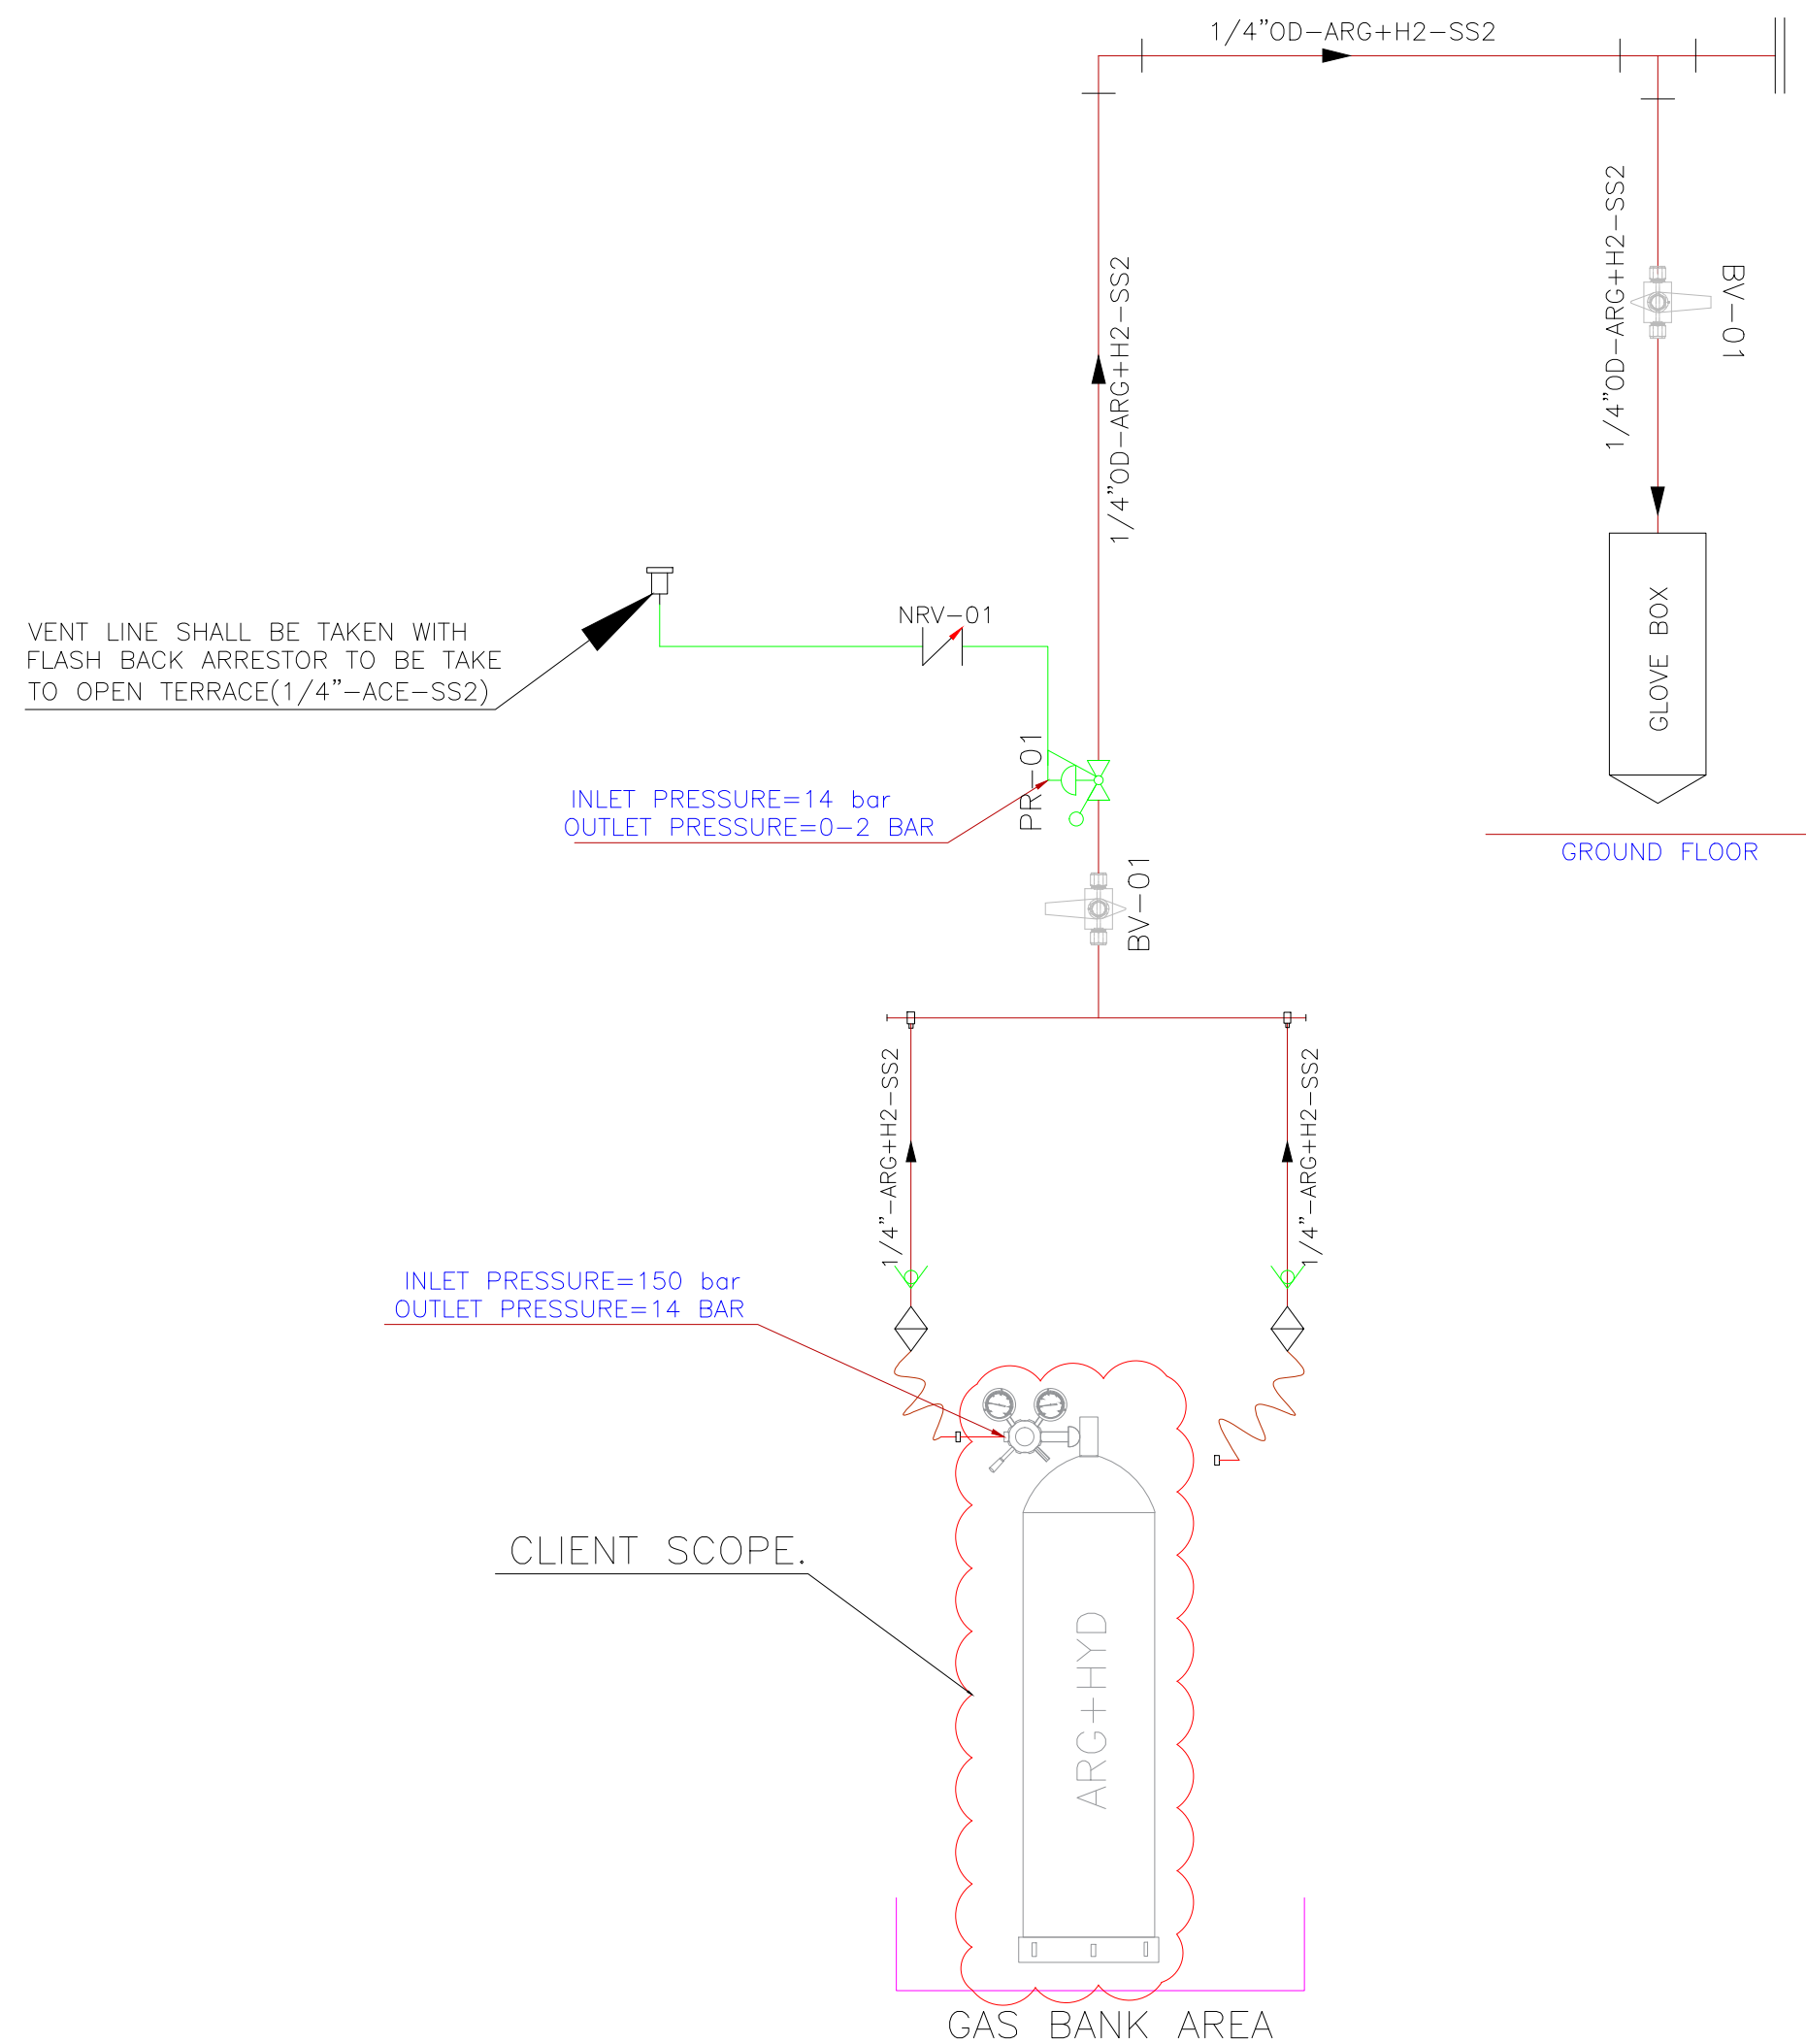 1/4"OD-ARG+H2-SS2
1/4"OD-ARG+H2-SS2
BV-01
1/4"OD-ARG+H2-SS2
NRV-01
VENT LINE SHALL BE TAKEN WITH
FLASH BACK ARRESTOR TO BE TAKE
TO OPEN TERRACE(1/4"-ACE-SS2)
GLOVE BOX
PR-01
INLET PRESSURE=14 bar
OUTLET PRESSURE=0-2 BAR
GROUND FLOOR
BV-01
1/4"-ARG+H2-SS2
1/4"-ARG+H2-SS2
INLET PRESSURE=150 bar
OUTLET PRESSURE=14 BAR
CLIENT SCOPE.
ARG+HYD
GAS BANK AREA